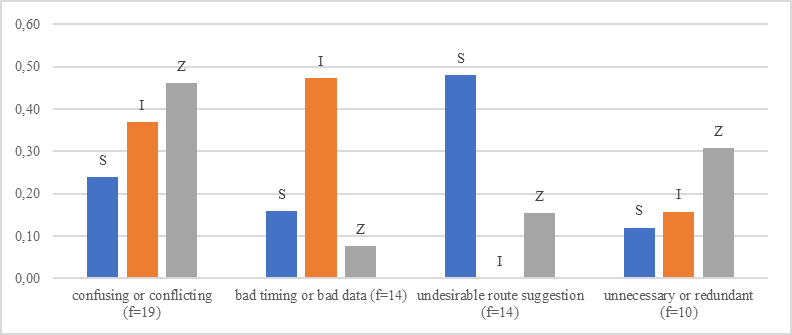 0,60
0,50
0,40
0,30
0,20
0,10
0,00
S
I
Z
S
I
Z
S
I
Z
S
I
Z
confusing or conflicting
(f=19)
bad timing or bad data (f=14)
undesirable route suggestion
(f=14)
unnecessary or redundant
(f=10)